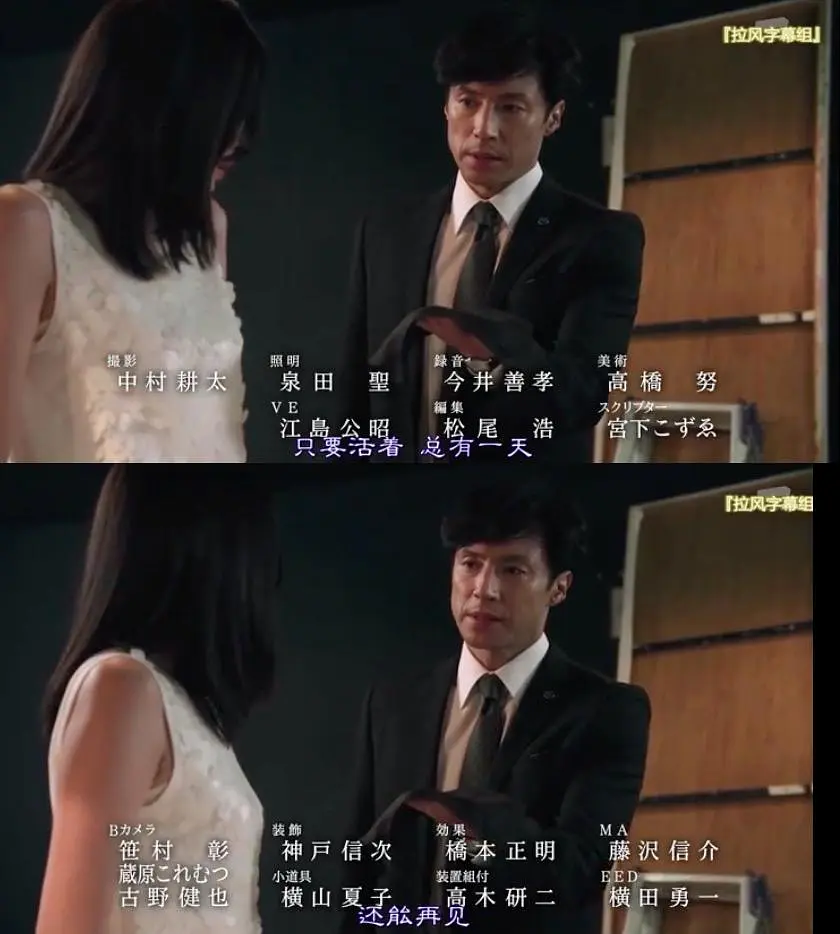 『拉风字幕组』
撮影 照明 録音 美術
中村耕太 泉田 聖 今井善孝 高橋 努
VE 編集 スクリプター
江島公昭 松尾 浩 宮下こずゑ
只要活着 总有一天
『拉风字幕组
Bカメラ 装飾 効果 MA
笹村 彰 神戸信次 橋本正明 藤沢信介
蔵原これむつ 小道具 装置組付 EED
古野健也 横山夏子 高木研二 横田勇一
还能再见